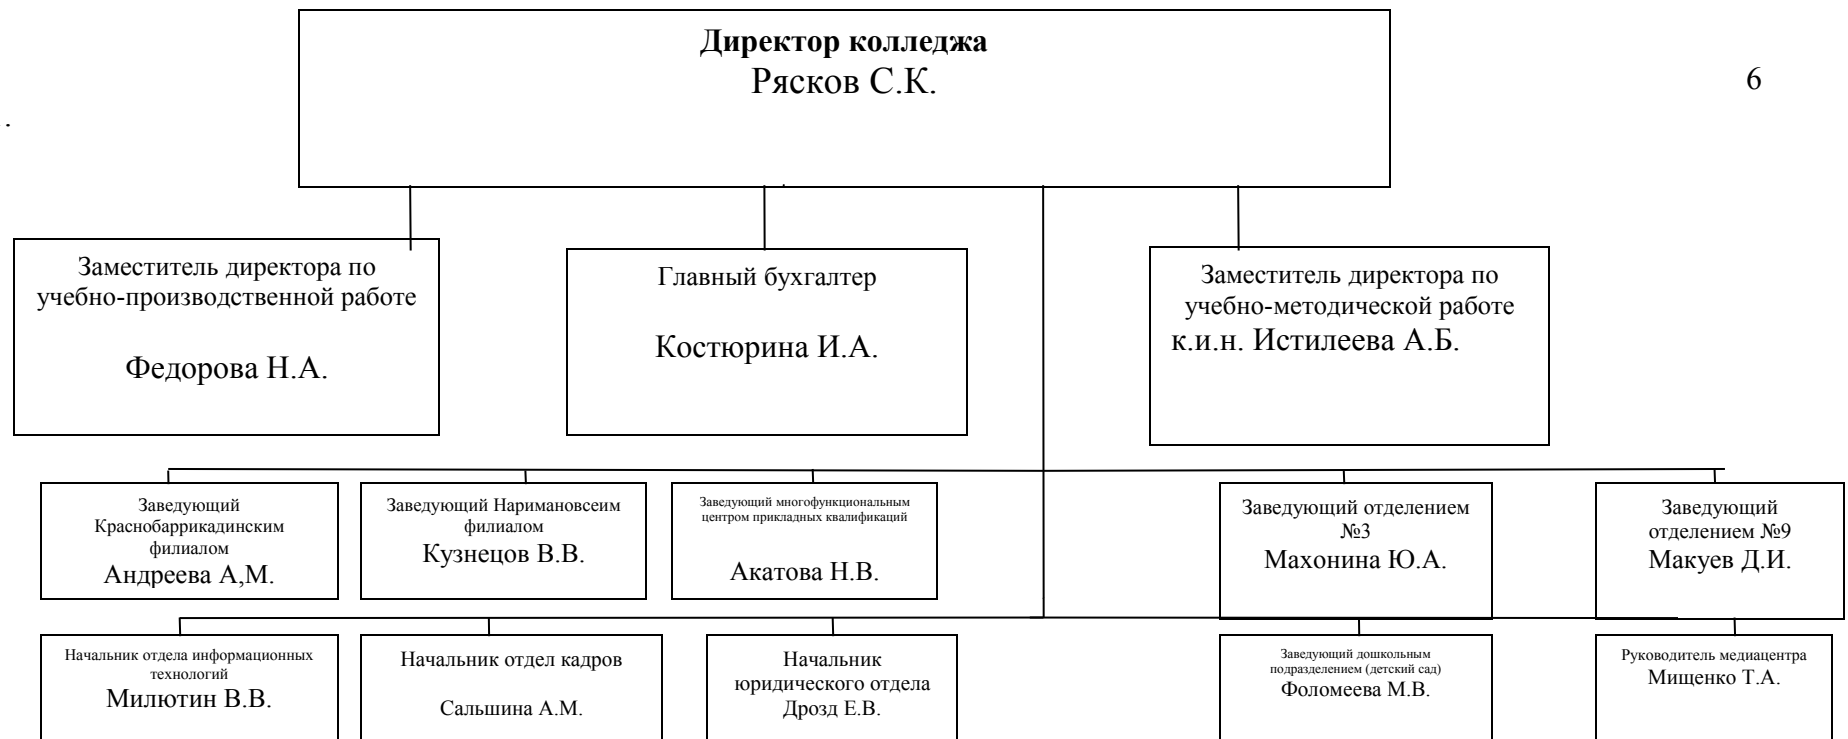 Директор колледжа
Рясков С.К.
6
.
Заместитель директора по
учебно-производственной работе
Федорова Н.А.
Главный бухгалтер
Костюрина И.А.
Заместитель директора по
учебно-методической работе
к.и.н. Истилеева А.Б.
Заведующий
Краснобаррикадинским
филиалом
Андреева А,М.
Заведующий Наримановсеим
филиалом
Кузнецов В.В.
Заведующий многофункциональным
центром прикладных квалификаций
Акатова Н.В.
Заведующий отделением
№3
Махонина Ю.А.
Заведующий
отделением №9
Макуев Д.И.
Начальник отдела информационных
технологий
Милютин В.В.
Начальник отдел кадров
Сальшина А.М.
Начальник
юридического отдела
Дрозд Е.В.
Заведующий дошкольным
подразделением (детский сад)
Фоломеева М.В.
Руководитель медиацентра
Мищенко Т.А.